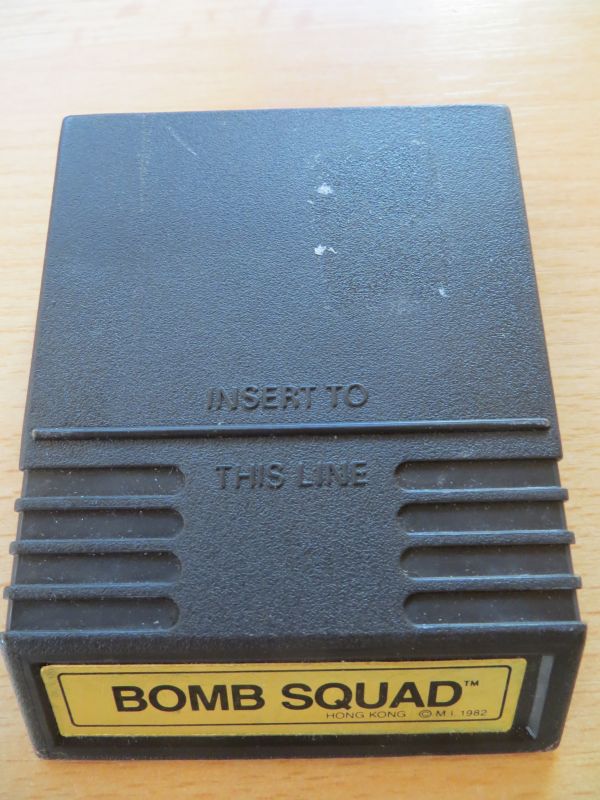 INSERT TO
THIS LINE
BOMB SQUAD™
HONG KONG © M I 1982